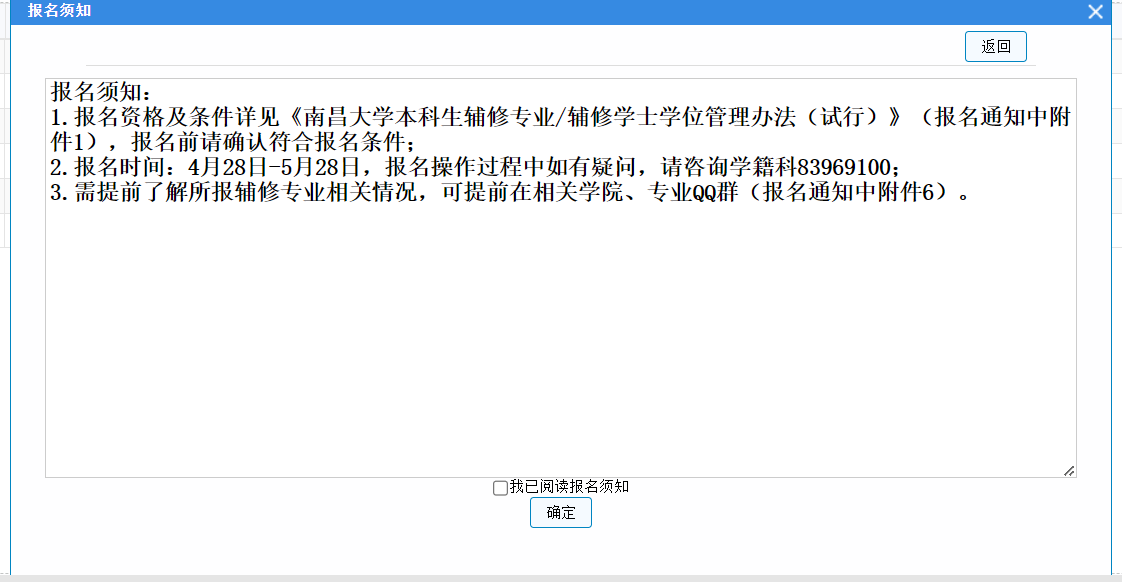 报名须知
返回
报名须知：
1.报名资格及条件详见《南昌大学本科生辅修专业/辅修学士学位管理办法（试行）》（报名通知中附
件1），报名前请确认符合报名条件；
2.报名时间：4月28日-5月28日，报名操作过程中如有疑问，请咨询学籍科83969100；
3.需提前了解所报辅修专业相关情况，可提前在相关学院、专业QQ群（报名通知中附件6）。
我已阅读报名须知
确定